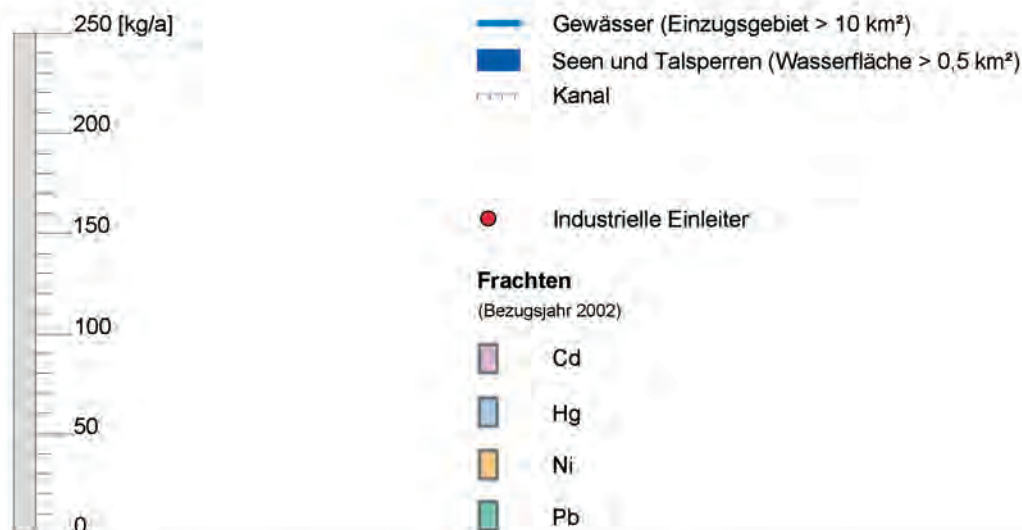 250 [kg/a]
200
150
100
50
0
Gewässer (Einzugsgebiet > 10 km²)
Seen und Talsperren (Wasserfläche > 0,5 km²)
Kanal
Industrielle Einleiter
Frachten
(Bezugsjahr 2002)
Cd
Hg
Ni
Pb